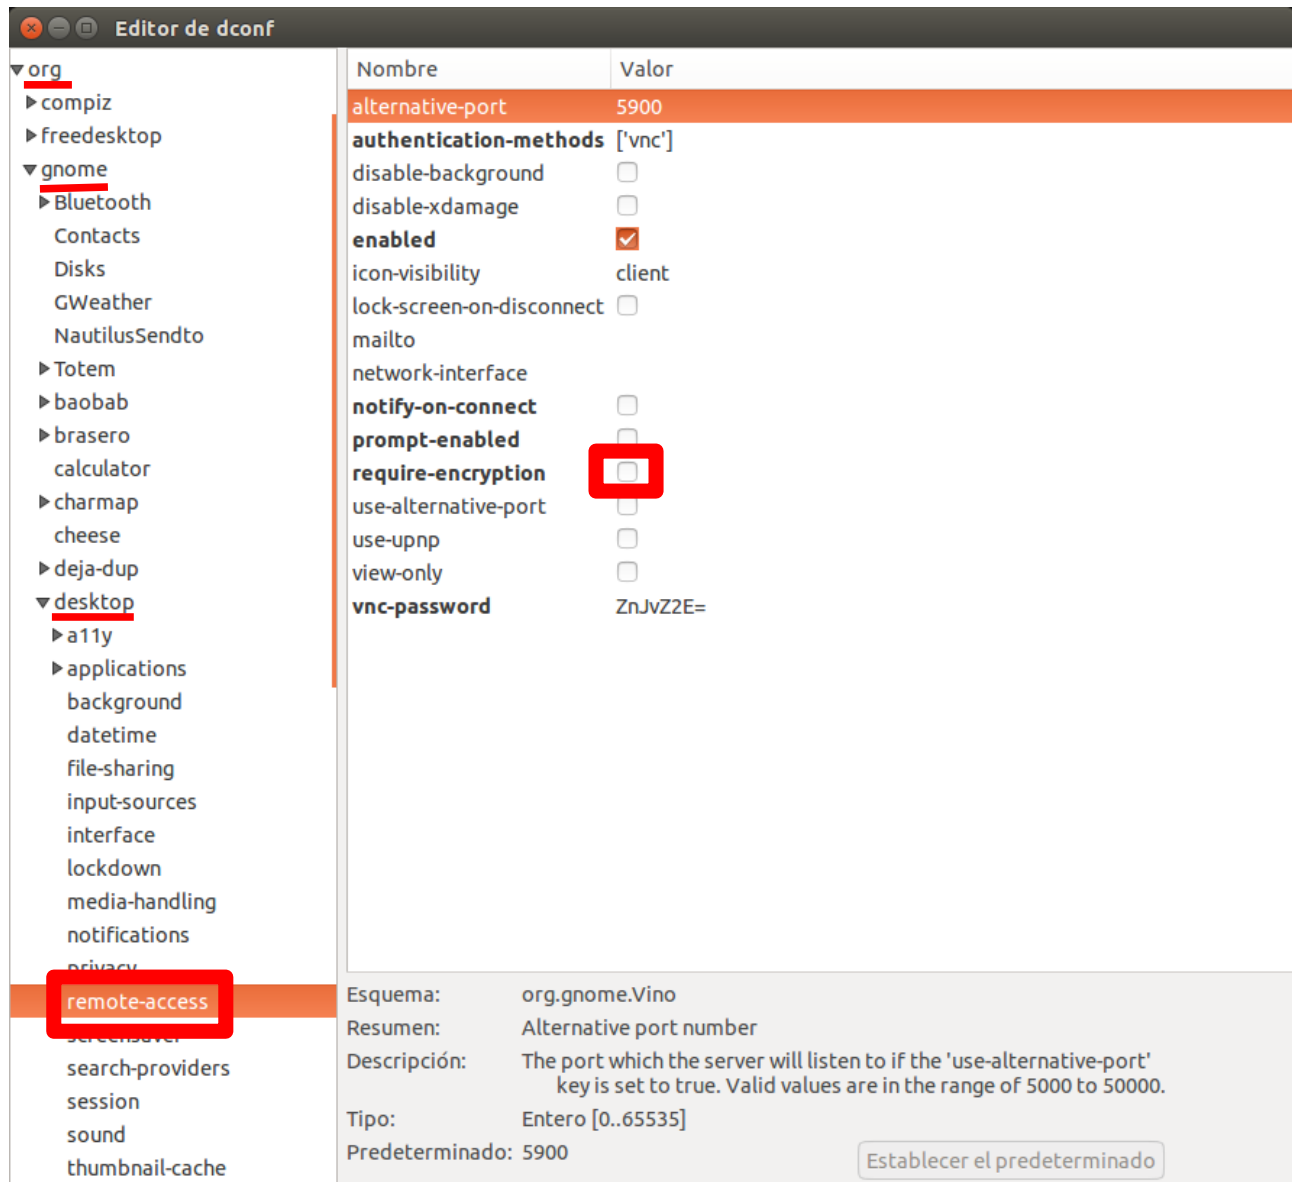 Editor de dconf
org
compiz
freedesktop
gnome
Bluetooth
Contacts
Disks
GWeather
NautilusSendto
Totem
baobab
brasero
calculator
charmap
cheese
deja-dup
desktop
a11y
applications
background
datetime
file-sharing
input-sources
interface
lockdown
media-handling
notifications
privacy
remote-access
screensaver
search-providers
session
sound
thumbnail-cache
Nombre Valor
alternative-port 5900
authentication-methods ['vnc']
disable-background
disable-xdamage
enabled
icon-visibility client
lock-screen-on-disconnect
mailto
network-interface
notify-on-connect
prompt-enabled
require-encryption
use-alternative-port
use-upnp
view-only
vnc-password ZnJvZ2E=
Esquema: org.gnome.Vino
Resumen: Alternative port number
Descripción: The port which the server will listen to if the 'use-alternative-port'
key is set to true. Valid values are in the range of 5000 to 50000.
Tipo: Entero [0..65535]
Predeterminado: 5900
Establecer el predeterminado